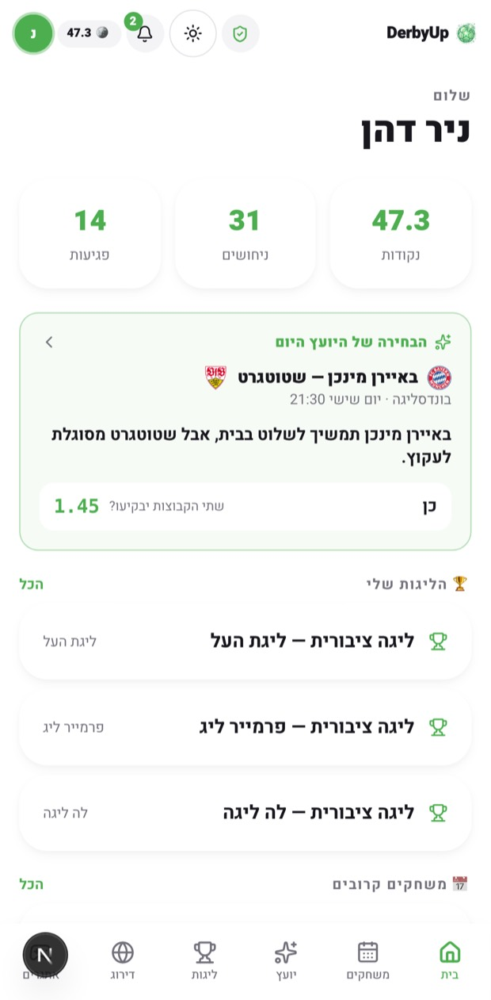 DerbyUp
2
47.3
נ
שלום
ניר דהן
47.3
נקודות
31
ניחושים
14
פגיעות
הבחירה של היועץ היום
באיירן מינכן — שטוטגרט
בונדסליגה · יום שישי 21:30
באיירן מינכן תמשיך לשלוט בבית, אבל שטוטגרט מסוגלת
לעקוץ.
כן
שתי הקבוצות יבקיעו? 1.45
הליגות שלי
הכל
ליגה ציבורית — ליגת העל
ליגת העל
ליגה ציבורית — פרמייר ליג
פרמייר ליג
ליגה ציבורית — לה ליגה
לה ליגה
17 משחקים קרובים
הכל
בית
משחקים
יועץ
ליגות
דירוג
אתגרים
N